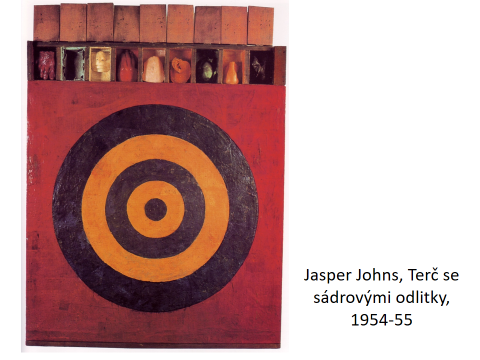 Jasper Johns, Terč se
sádrovými odlitky,
1954-55